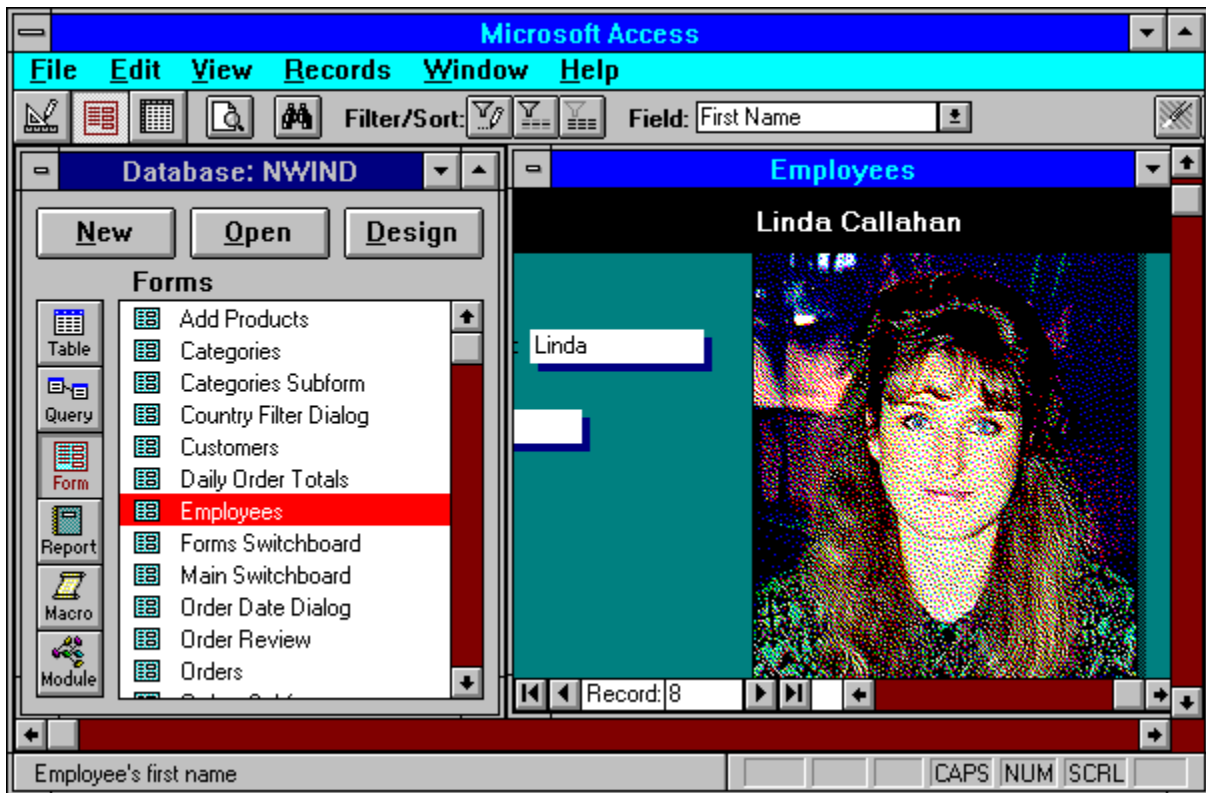 Microsoft Access
File Edit View Records Window Help
Filter/Sort: Field: First Name
Database: NWIND
New Open Design
Forms
Table
Query
Form
Report
Macro
Module
Add Products
Categories
Categories Subform
Country Filter Dialog
Customers
Daily Order Totals
Employees
Forms Switchboard
Main Switchboard
Order Date Dialog
Order Review
Orders
Employees
Linda Callahan
: Linda
Record: 8
Employee's first name
CAPS NUM SCRL